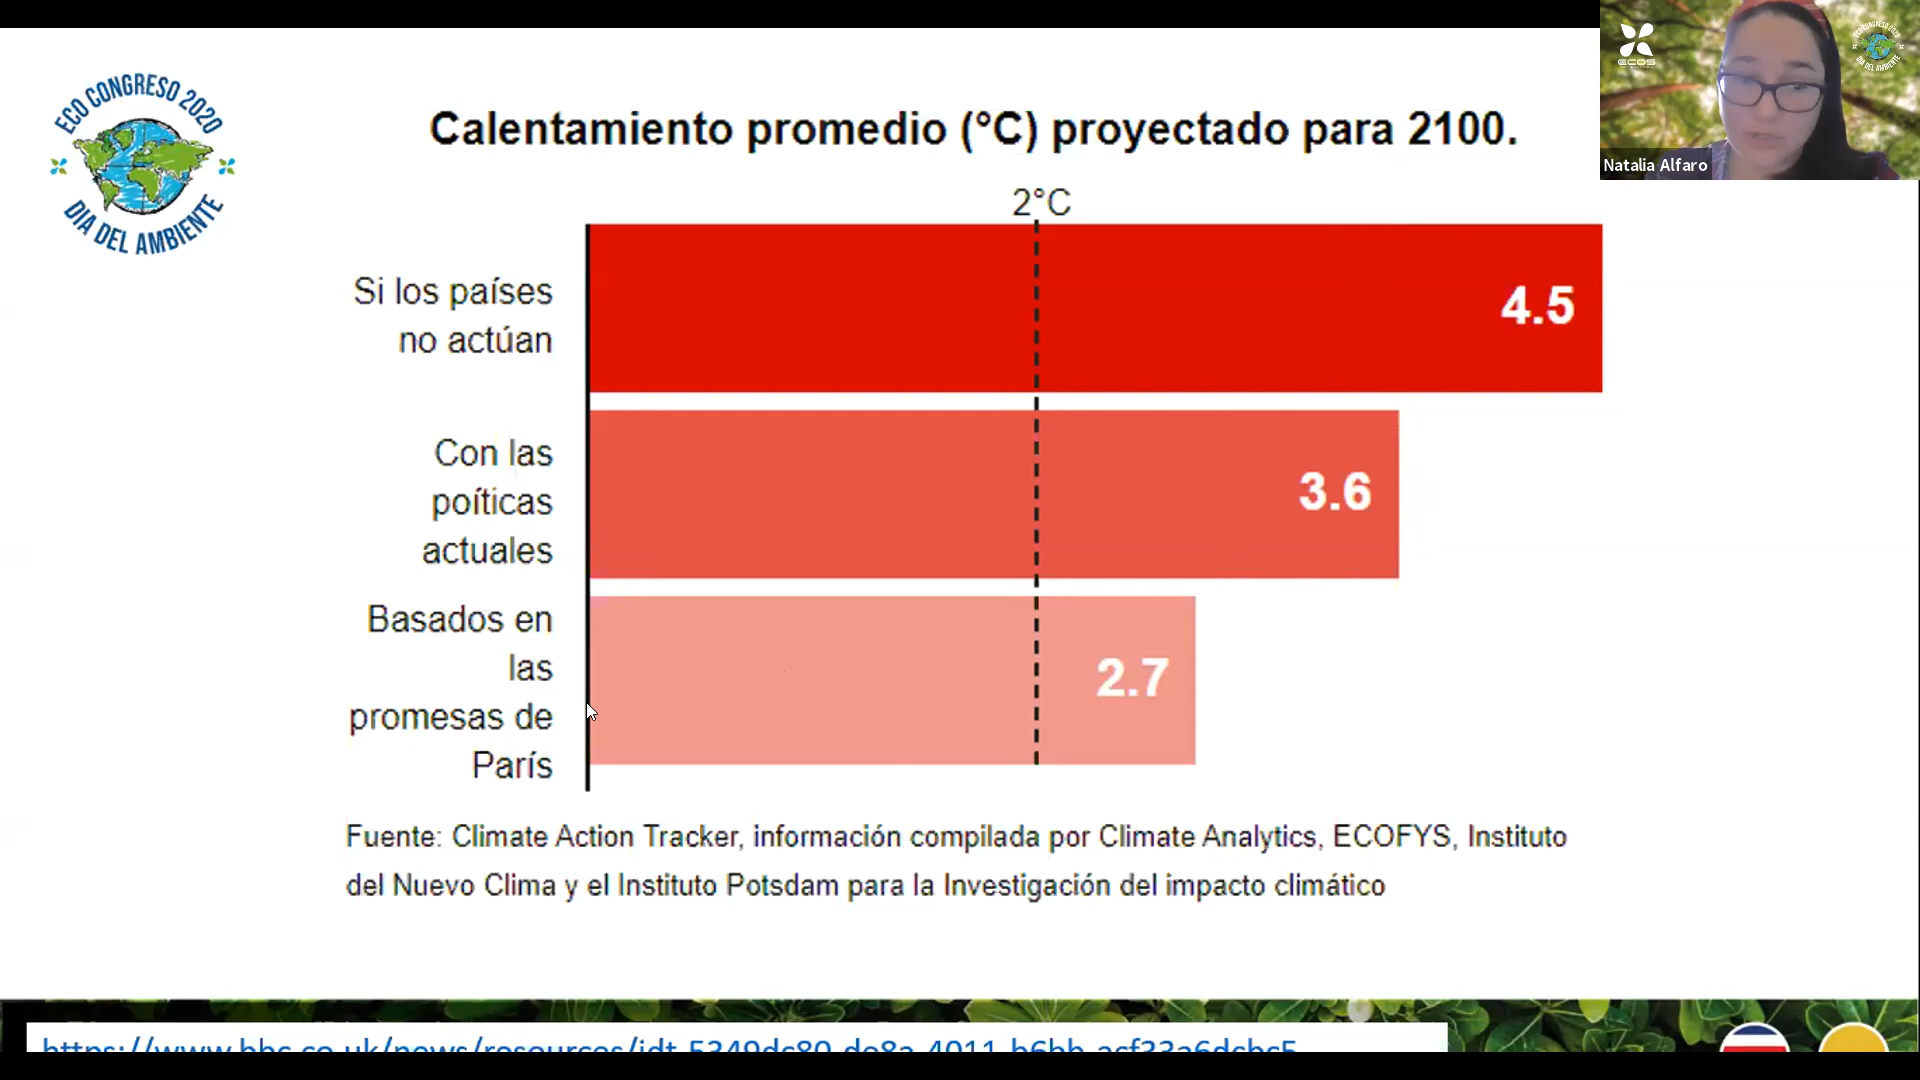 ECO CONGRESO 2020
DIA DEL AMBIENTE
ECOS
Natalia Alfaro
Calentamiento promedio (°C) proyectado para 2100.
2°C
Si los países
no actúan
4.5
Con las
poíticas
actuales
3.6
Basados en
las
promesas de
París
2.7
Fuente: Climate Action Tracker, información compilada por Climate Analytics, ECOFYS, Instituto
del Nuevo Clima y el Instituto Potsdam para la Investigación del impacto climático